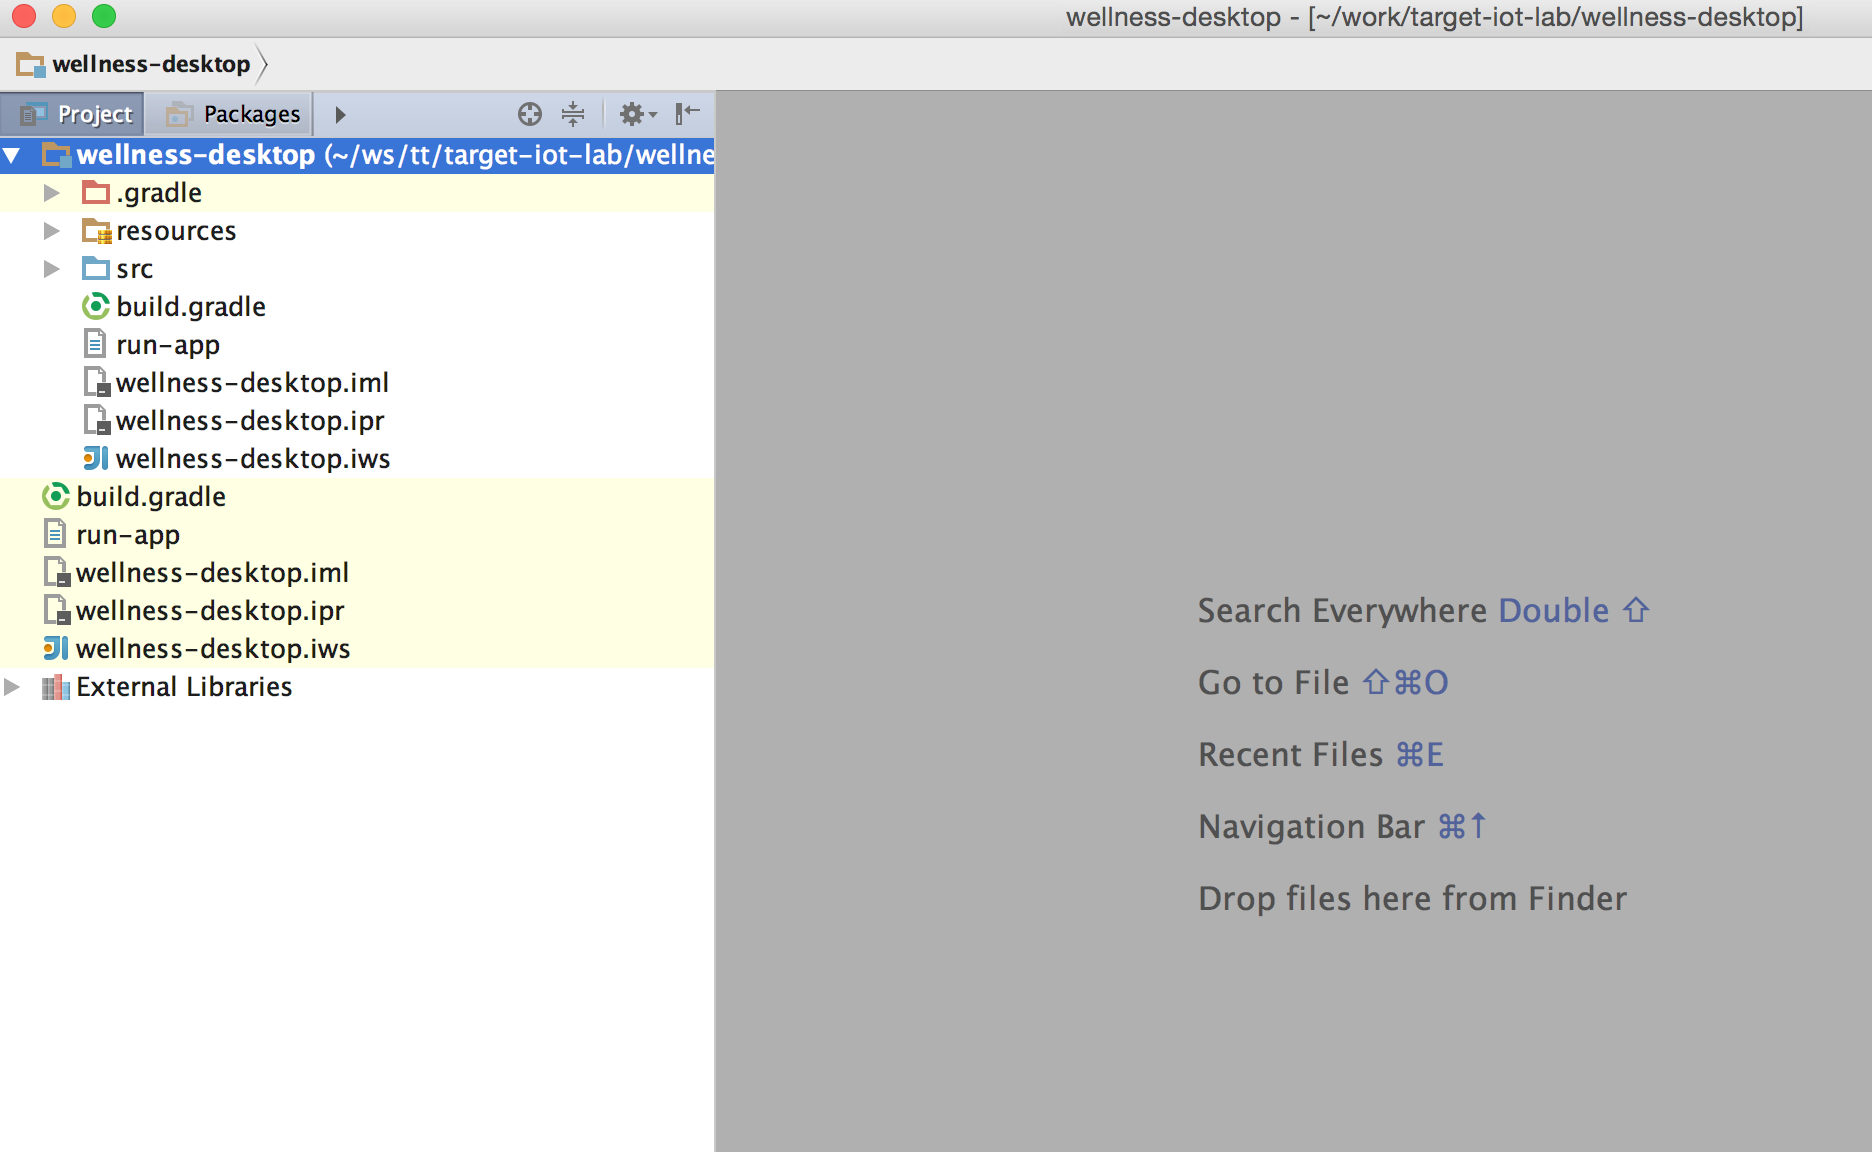 wellness-desktop - [~/work/target-iot-lab/wellness-desktop]
wellness-desktop
Project Packages
wellness-desktop (~/ws/tt/target-iot-lab/wellne
.gradle
resources
src
build.gradle
run-app
wellness-desktop.iml
wellness-desktop.ipr
wellness-desktop.iws
build.gradle
run-app
wellness-desktop.iml
wellness-desktop.ipr
wellness-desktop.iws
External Libraries
Search Everywhere Double ⇧
Go to File ⇧⌘O
Recent Files ⌘E
Navigation Bar ⌘↑
Drop files here from Finder